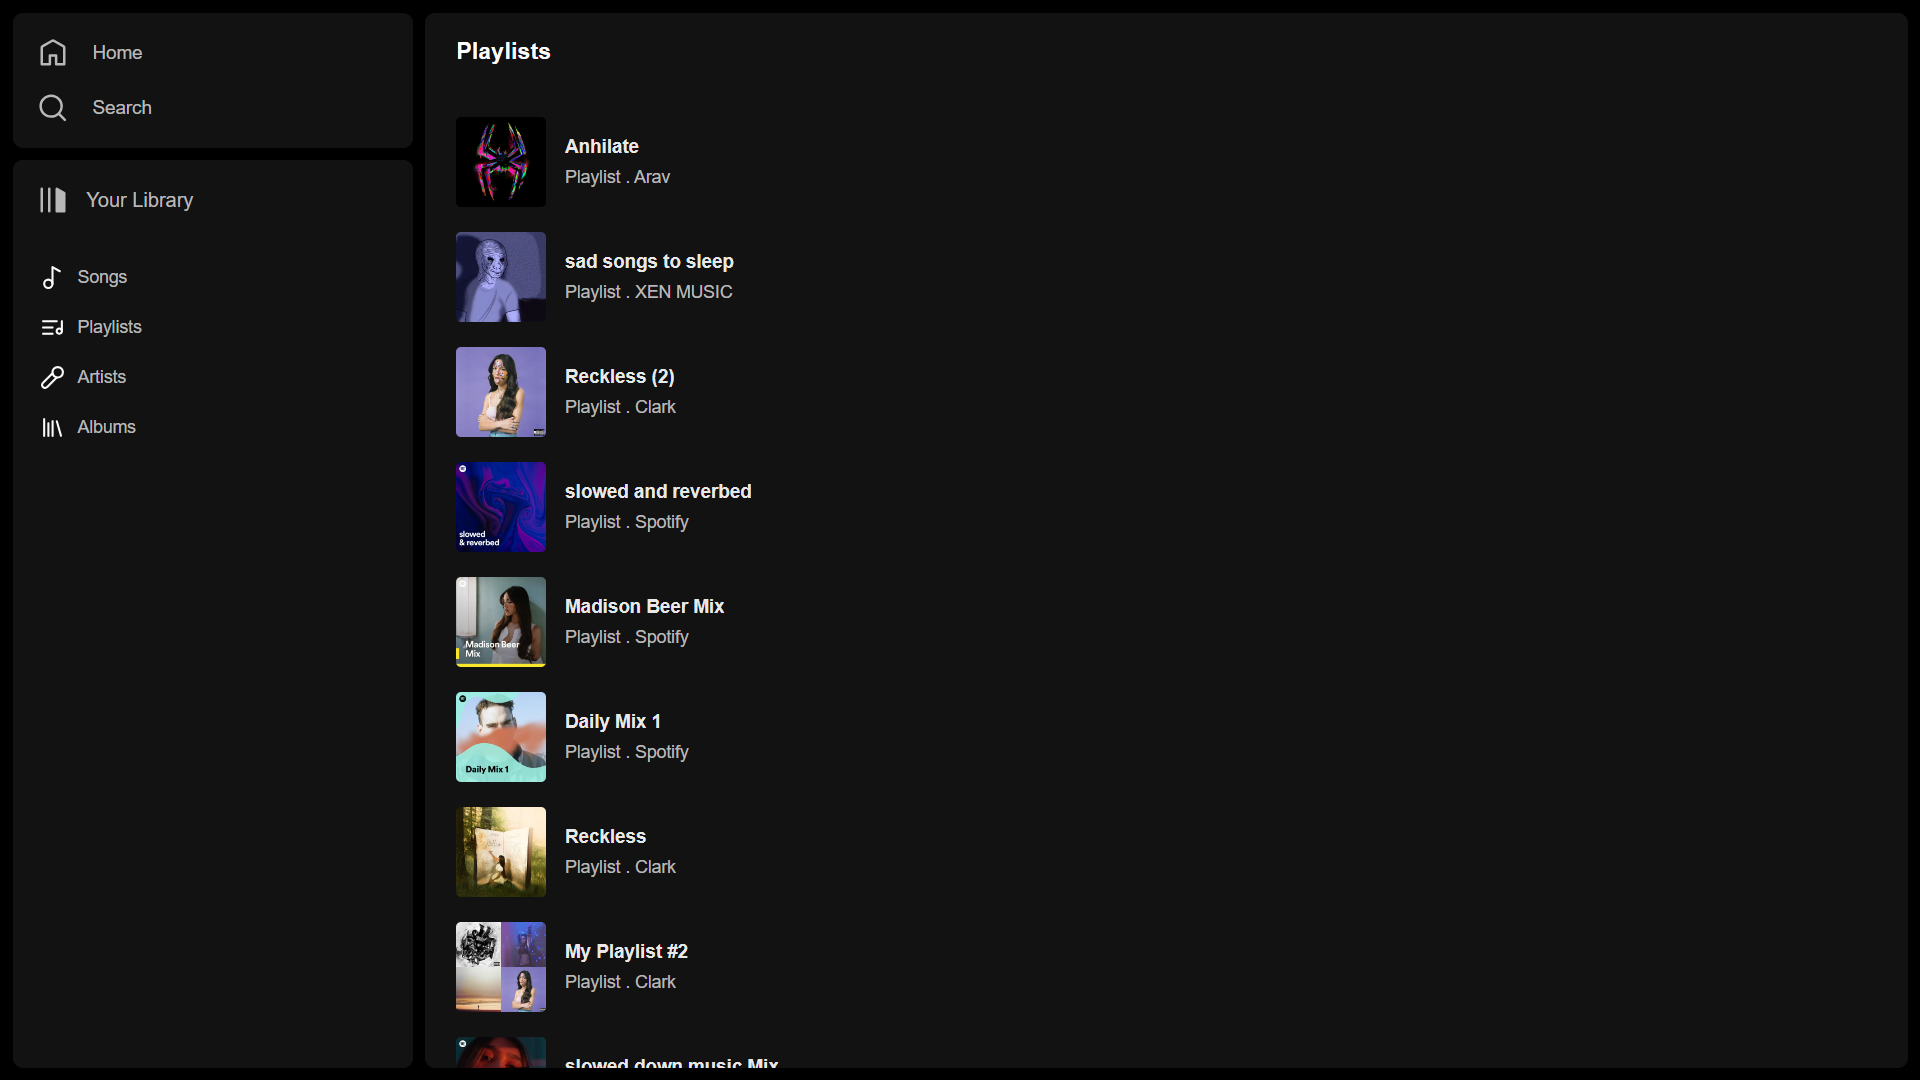 Home
Search
Your Library
Songs
Playlists
Artists
Albums
Playlists
Anhilate
Playlist . Arav
sad songs to sleep
Playlist . XEN MUSIC
Reckless (2)
Playlist . Clark
slowed
& reverbed
slowed and reverbed
Playlist . Spotify
Madison Beer
Mix
Madison Beer Mix
Playlist . Spotify
Daily Mix 1
Daily Mix 1
Playlist . Spotify
Reckless
Playlist . Clark
My Playlist #2
Playlist . Clark
slowed down music Mix